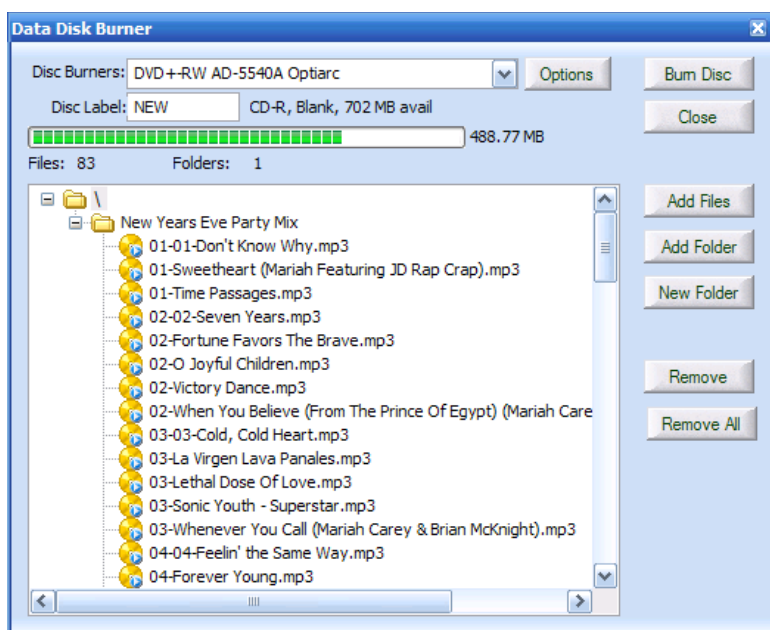 Data Disk Burner
Disc Burners: DVD+-RW AD-5540A Optiarc Options Burn Disc
Disc Label: NEW CD-R, Blank, 702 MB avail Close
488.77 MB
Files: 83 Folders: 1
\ Add Files
New Years Eve Party Mix
01-01-Don't Know Why.mp3 Add Folder
01-Sweetheart (Mariah Featuring JD Rap Crap).mp3
01-Time Passages.mp3 New Folder
02-02-Seven Years.mp3
02-Fortune Favors The Brave.mp3
02-O Joyful Children.mp3
02-Victory Dance.mp3 Remove
02-When You Believe (From The Prince Of Egypt) (Mariah Care
03-03-Cold, Cold Heart.mp3 Remove All
03-La Virgen Lava Panales.mp3
03-Lethal Dose Of Love.mp3
03-Sonic Youth - Superstar.mp3
03-Whenever You Call (Mariah Carey & Brian McKnight).mp3
04-04-Feelin' the Same Way.mp3
04-Forever Young.mp3